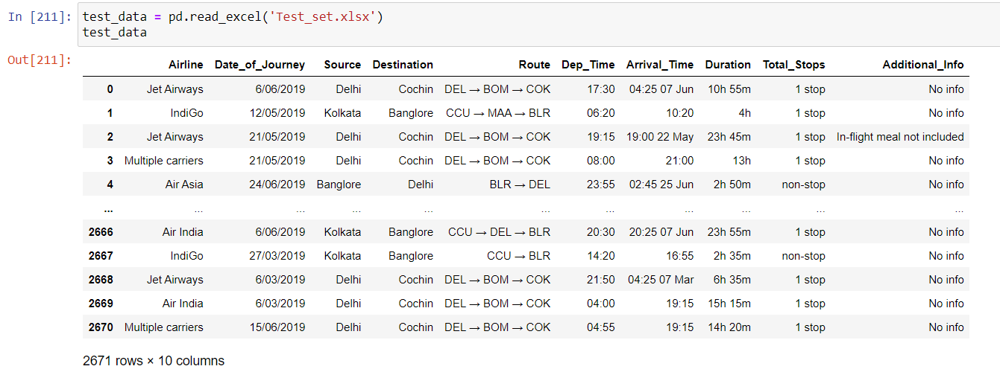 In [211]: test_data = pd.read_excel('Test_set.xlsx')
test_data
Out[211]:
Airline Date_of_Journey Source Destination Route Dep_Time Arrival_Time Duration Total_Stops Additional_Info
0 Jet Airways 6/06/2019 Delhi Cochin DEL → BOM → COK 17:30 04:25 07 Jun 10h 55m 1 stop No info
1 IndiGo 12/05/2019 Kolkata Banglore CCU → MAA → BLR 06:20 10:20 4h 1 stop No info
2 Jet Airways 21/05/2019 Delhi Cochin DEL → BOM → COK 19:15 19:00 22 May 23h 45m 1 stop In-flight meal not included
3 Multiple carriers 21/05/2019 Delhi Cochin DEL → BOM → COK 08:00 21:00 13h 1 stop No info
4 Air Asia 24/06/2019 Banglore Delhi BLR → DEL 23:55 02:45 25 Jun 2h 50m non-stop No info
... ... ... ... ... ... ... ... ... ... ...
2666 Air India 6/06/2019 Kolkata Banglore CCU → DEL → BLR 20:30 20:25 07 Jun 23h 55m 1 stop No info
2667 IndiGo 27/03/2019 Kolkata Banglore CCU → BLR 14:20 16:55 2h 35m non-stop No info
2668 Jet Airways 6/03/2019 Delhi Cochin DEL → BOM → COK 21:50 04:25 07 Mar 6h 35m 1 stop No info
2669 Air India 6/03/2019 Delhi Cochin DEL → BOM → COK 04:00 19:15 15h 15m 1 stop No info
2670 Multiple carriers 15/06/2019 Delhi Cochin DEL → BOM → COK 04:55 19:15 14h 20m 1 stop No info
2671 rows × 10 columns